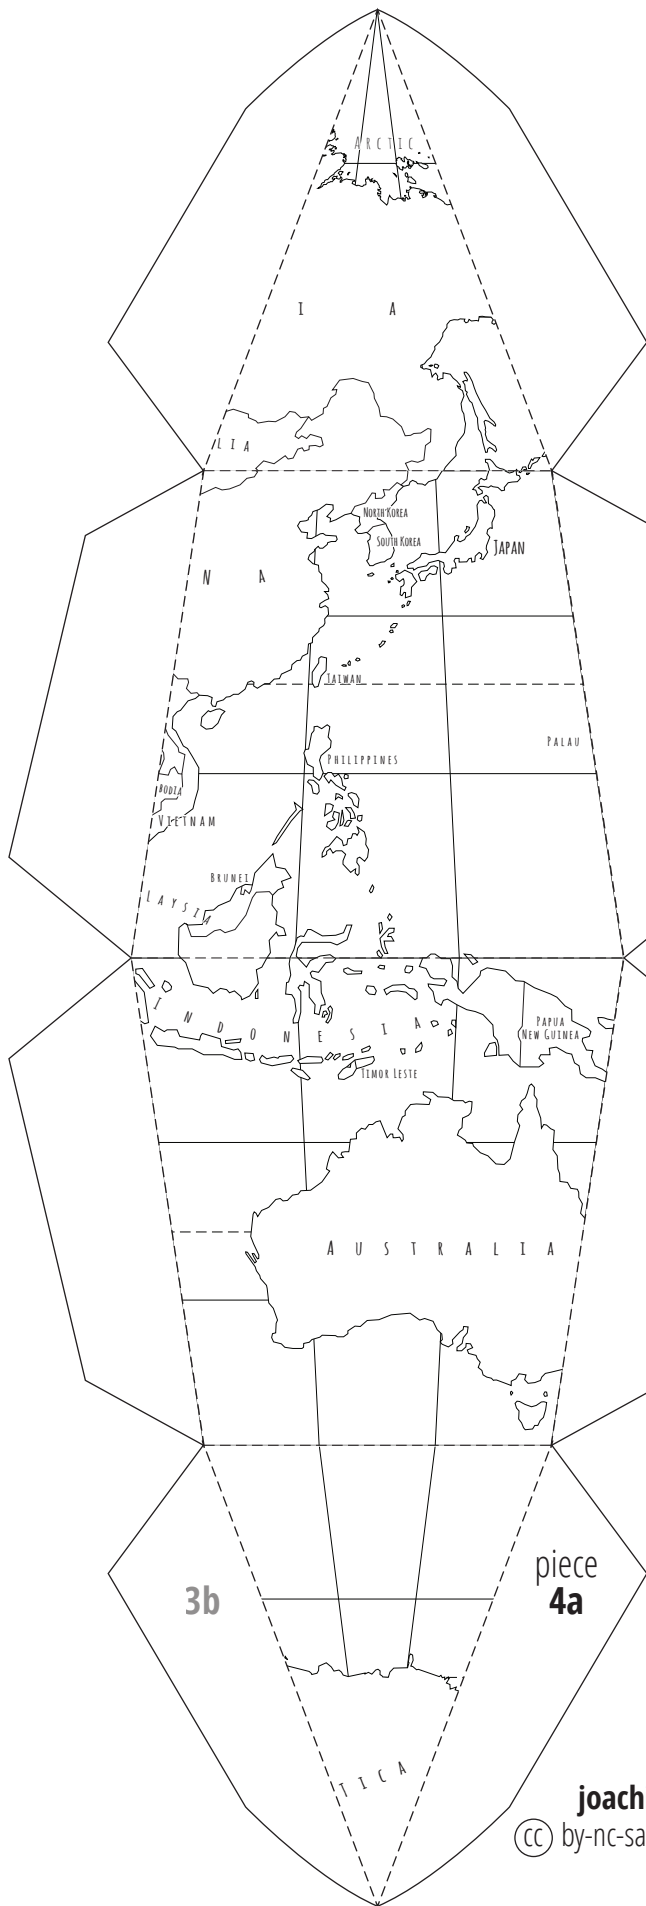 ARCTIC
I A
LIA
NORTH KOREA
SOUTH KOREA
JAPAN
N A
TAIWAN
PALAU
PHILIPPINES
BODIA
VIETNAM
BRUNEI
LAYSIA
INDONESIA
PAPUA
NEW GUINEA
TIMOR LESTE
AUSTRALIA
piece
3b
4a
TICA
joach
cc by-nc-sa